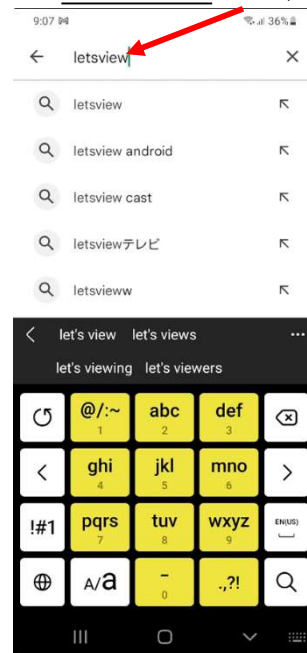 9:07
36%
letsview
letsview
letsview android
letsview cast
letsviewテレビ
letsvieww
let's view let's views
let's viewing let's viewers
@/:~ abc def
1 2 3
ghi jkl mno
4 5 6
!#1 pqrs tuv wxyz EN(US)
7 8 9
A/a - .,?!
0